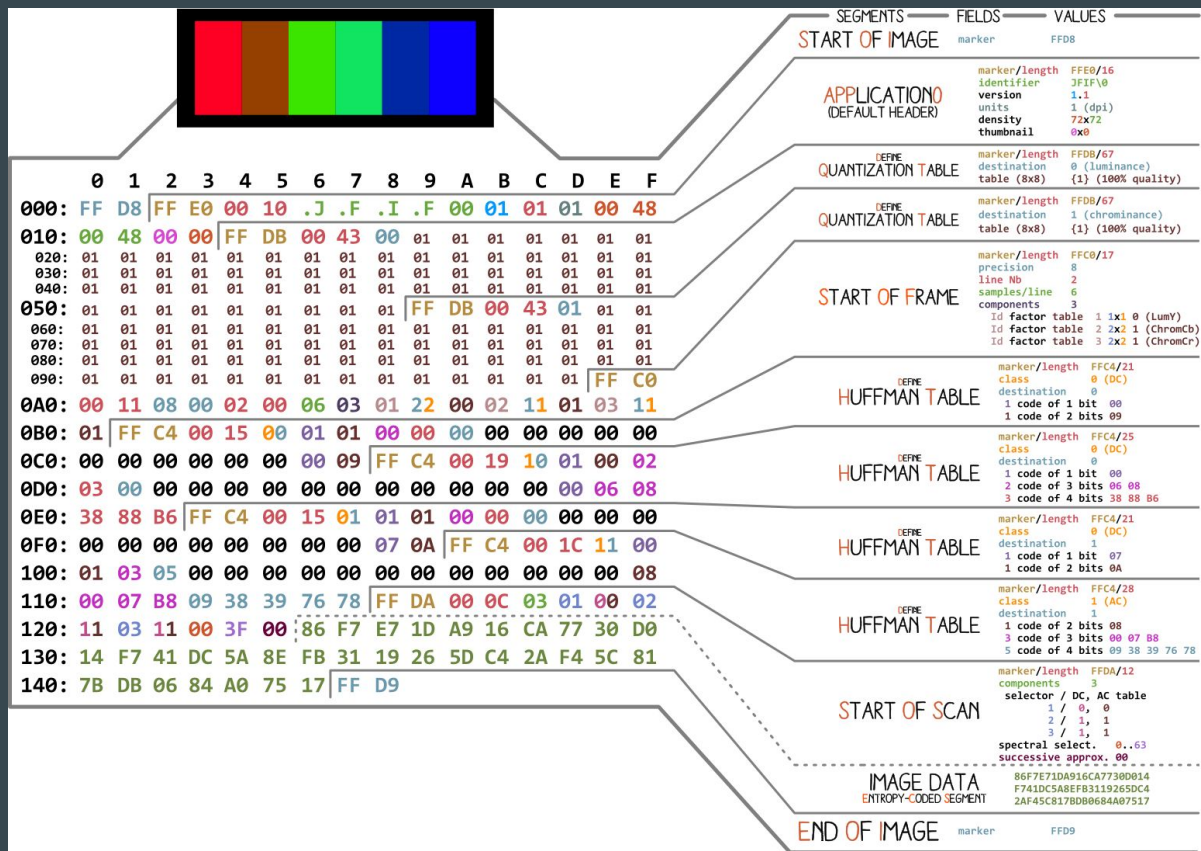 0 1 2 3 4 5 6 7 8 9 A B C D E F
000: FF D8 FF E0 00 10 .J .F .I .F 00 01 01 01 00 48
010: 00 48 00 00 FF DB 00 43 00 01 01 01 01 01 01 01
020: 01 01 01 01 01 01 01 01 01 01 01 01 01 01 01 01
030: 01 01 01 01 01 01 01 01 01 01 01 01 01 01 01 01
040: 01 01 01 01 01 01 01 01 01 01 01 01 01 01 01 01
050: 01 01 01 01 01 01 01 01 01 FF DB 00 43 01 01 01
060: 01 01 01 01 01 01 01 01 01 01 01 01 01 01 01 01
070: 01 01 01 01 01 01 01 01 01 01 01 01 01 01 01 01
080: 01 01 01 01 01 01 01 01 01 01 01 01 01 01 01 01
090: 01 01 01 01 01 01 01 01 01 01 01 01 01 01 FF C0
0A0: 00 11 08 00 02 00 06 03 01 22 00 02 11 01 03 11
0B0: 01 FF C4 00 15 00 01 01 00 00 00 00 00 00 00 00
0C0: 00 00 00 00 00 00 00 09 FF C4 00 19 10 01 00 02
0D0: 03 00 00 00 00 00 00 00 00 00 00 00 00 00 06 08
0E0: 38 88 B6 FF C4 00 15 01 01 01 00 00 00 00 00 00
0F0: 00 00 00 00 00 00 00 00 07 0A FF C4 00 1C 11 00
100: 01 03 05 00 00 00 00 00 00 00 00 00 00 00 00 08
110: 00 07 B8 09 38 39 76 78 FF DA 00 0C 03 01 00 02
120: 11 03 11 00 3F 00 86 F7 E7 1D A9 16 CA 77 30 D0
130: 14 F7 41 DC 5A 8E FB 31 19 26 5D C4 2A F4 5C 81
140: 7B DB 06 84 A0 75 17 FF D9
SEGMENTS FIELDS VALUES
START OF IMAGE marker FFD8
APPLICATION0
(DEFAULT HEADER)
marker/length FFE0/16
identifier JFIF\0
version 1.1
units 1 (dpi)
density 72x72
thumbnail 0x0
DEFINE
QUANTIZATION TABLE
marker/length FFDB/67
destination 0 (luminance)
table (8x8) {1} (100% quality)
DEFINE
QUANTIZATION TABLE
marker/length FFDB/67
destination 1 (chrominance)
table (8x8) {1} (100% quality)
START OF FRAME
marker/length FFC0/17
precision 8
line Nb 2
samples/line 6
components 3
Id factor table 1 1x1 0 (LumY)
Id factor table 2 2x2 1 (ChromCb)
Id factor table 3 2x2 1 (ChromCr)
DEFINE
HUFFMAN TABLE
marker/length FFC4/21
class 0 (DC)
destination 0
1 code of 1 bit 00
1 code of 2 bits 09
DEFINE
HUFFMAN TABLE
marker/length FFC4/25
class 0 (DC)
destination 0
1 code of 1 bit 00
2 code of 3 bits 06 08
3 code of 4 bits 38 88 B6
DEFINE
HUFFMAN TABLE
marker/length FFC4/21
class 0 (DC)
destination 1
1 code of 1 bit 07
1 code of 2 bits 0A
DEFINE
HUFFMAN TABLE
marker/length FFC4/28
class 1 (AC)
destination 1
1 code of 2 bits 08
3 code of 3 bits 00 07 B8
5 code of 4 bits 09 38 39 76 78
START OF SCAN
marker/length FFDA/12
components 3
selector / DC, AC table
1 / 0, 0
2 / 1, 1
3 / 1, 1
spectral select. 0..63
successive approx. 00
IMAGE DATA
ENTROPY-CODED SEGMENT
86F7E71DA916CA7730D014
F741DC5A8EFB3119265DC4
2AF45C817BDB0684A07517
END OF IMAGE marker FFD9